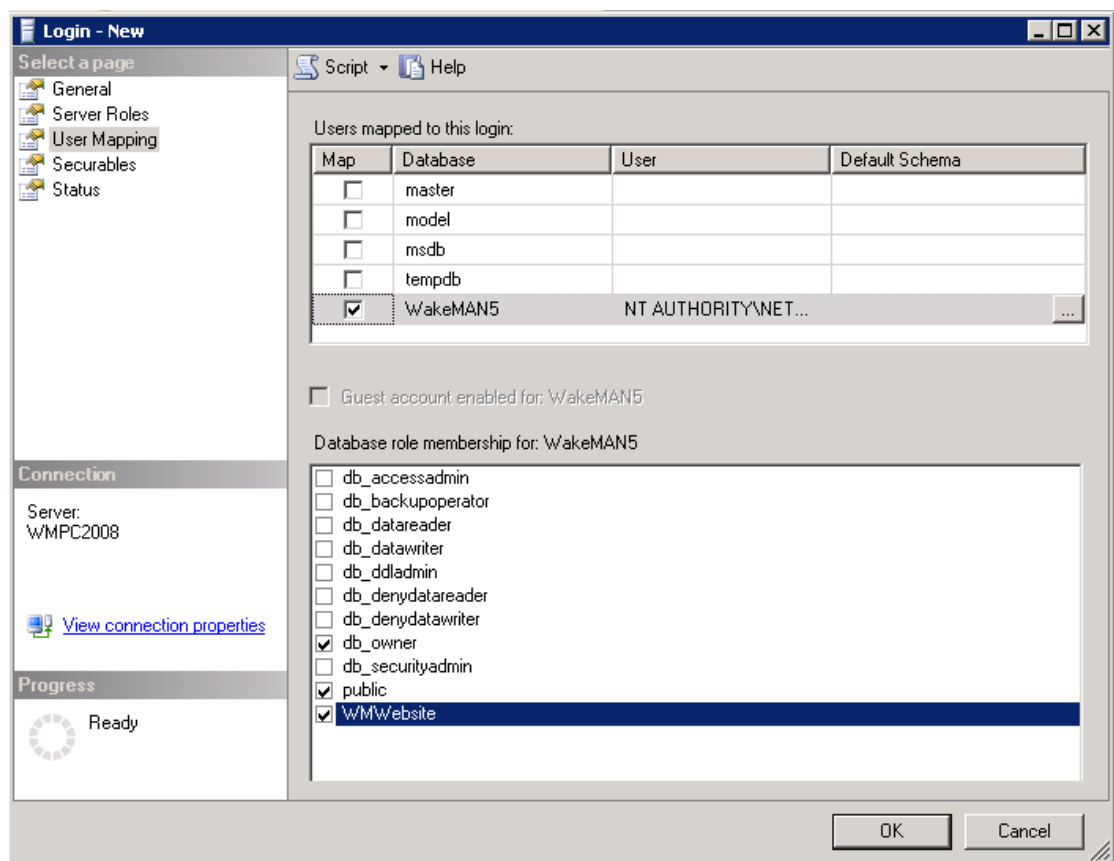 Login - New
Select a page
General
Server Roles
User Mapping
Securables
Status
Script Help
Users mapped to this login:
Map Database User Default Schema
master
model
msdb
tempdb
WakeMAN5 NT AUTHORITY\NET... ...
Guest account enabled for: WakeMAN5
Database role membership for: WakeMAN5
db_accessadmin
db_backupoperator
db_datareader
db_datawriter
db_ddladmin
db_denydatareader
db_denydatawriter
db_owner
db_securityadmin
public
WMWebsite
Connection
Server:
WMPC2008
View connection properties
Progress
Ready
OK Cancel